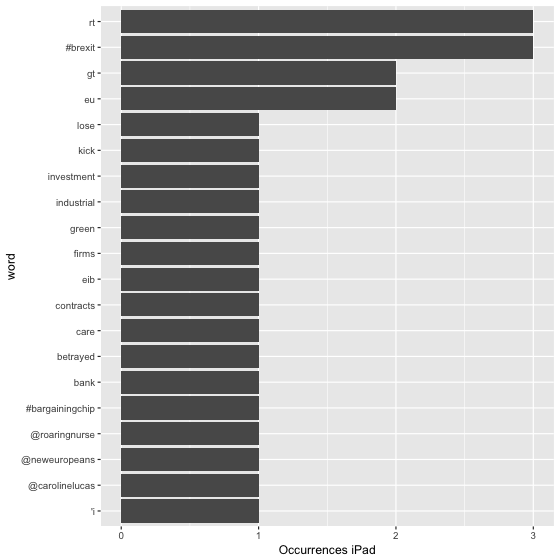 rt
#brexit
gt
eu
lose
kick
investment
industrial
green
firms
eib
contracts
care
betrayed
bank
#bargainingchip
@roaringnurse
@neweuropeans
@carolinelucas
'i
word
0 1 2 3
Occurrences iPad